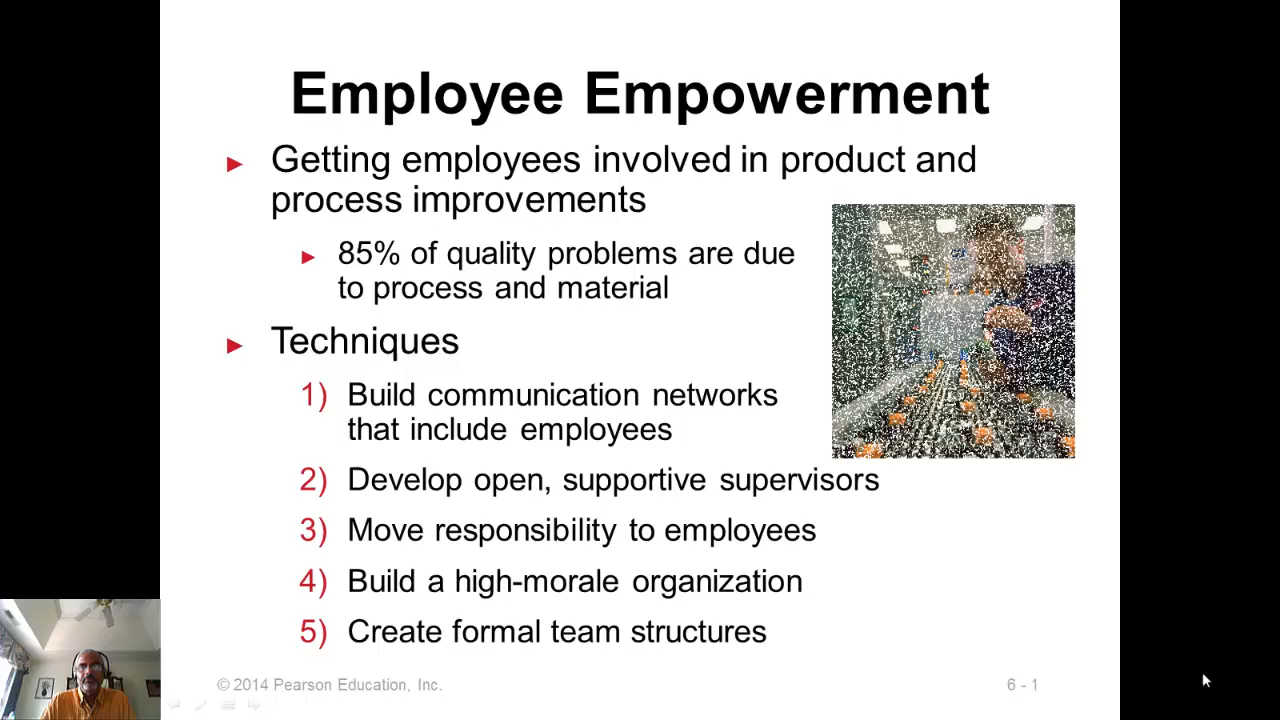 Employee Empowerment
► Getting employees involved in product and
process improvements
► 85% of quality problems are due
to process and material
► Techniques
1) Build communication networks
that include employees
2) Develop open, supportive supervisors
3) Move responsibility to employees
4) Build a high-morale organization
5) Create formal team structures
© 2014 Pearson Education, Inc.
6 - 1